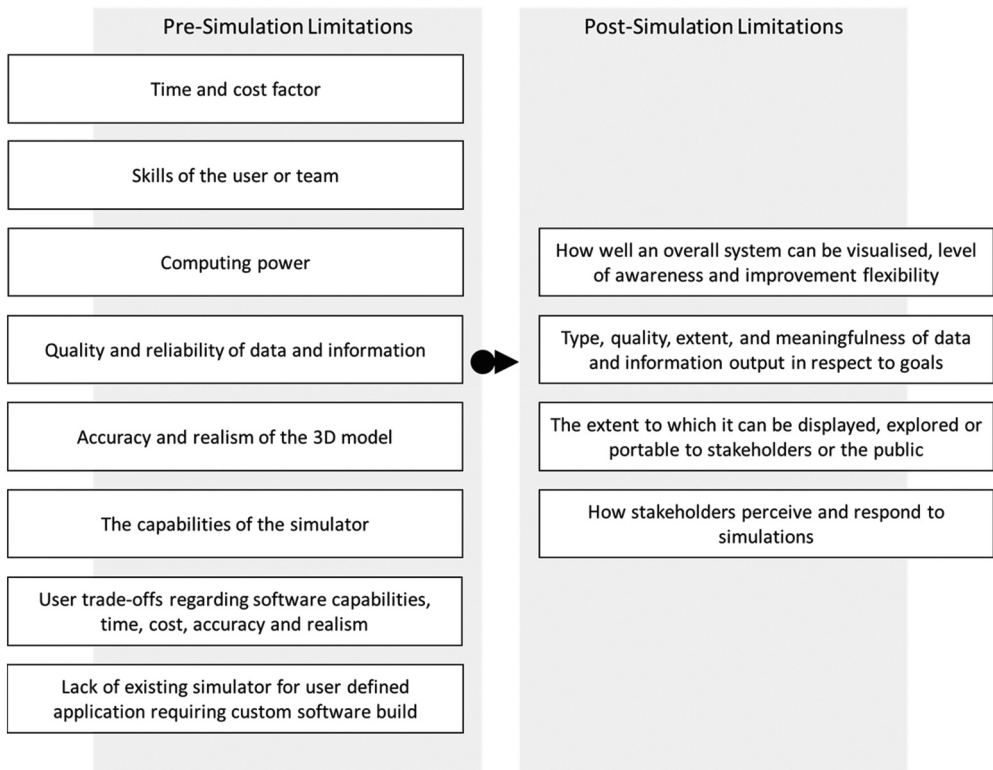 Pre-Simulation Limitations
Time and cost factor
Skills of the user or team
Computing power
Quality and reliability of data and information
Accuracy and realism of the 3D model
The capabilities of the simulator
User trade-offs regarding software capabilities,
time, cost, accuracy and realism
Lack of existing simulator for user defined
application requiring custom software build
Post-Simulation Limitations
How well an overall system can be visualised, level
of awareness and improvement flexibility
Type, quality, extent, and meaningfulness of data
and information output in respect to goals
The extent to which it can be displayed, explored or
portable to stakeholders or the public
How stakeholders perceive and respond to
simulations